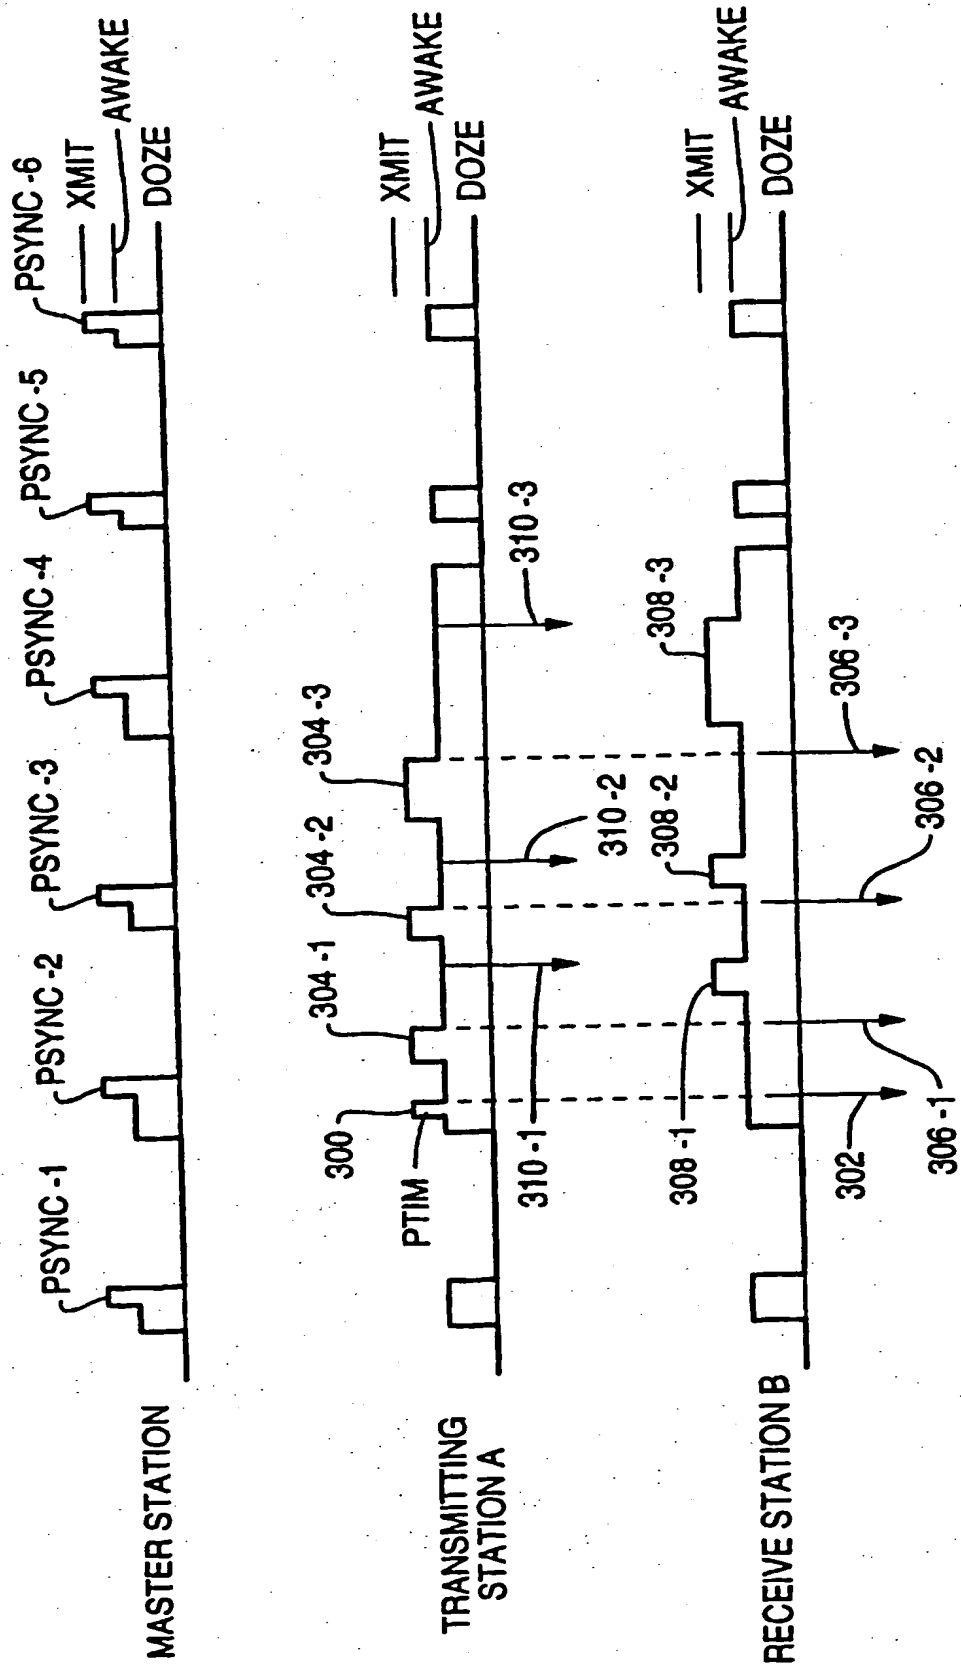 MASTER STATION
PSYNC-1
PSYNC-2
PSYNC-3
PSYNC-4
PSYNC-5
PSYNC-6
XMIT
AWAKE
DOZE
TRANSMITTING
STATION A
PTIM
300
304-1
304-2
304-3
310-1
310-2
310-3
XMIT
AWAKE
DOZE
RECEIVE STATION B
302
306-1
306-2
306-3
308-1
308-2
308-3
XMIT
AWAKE
DOZE